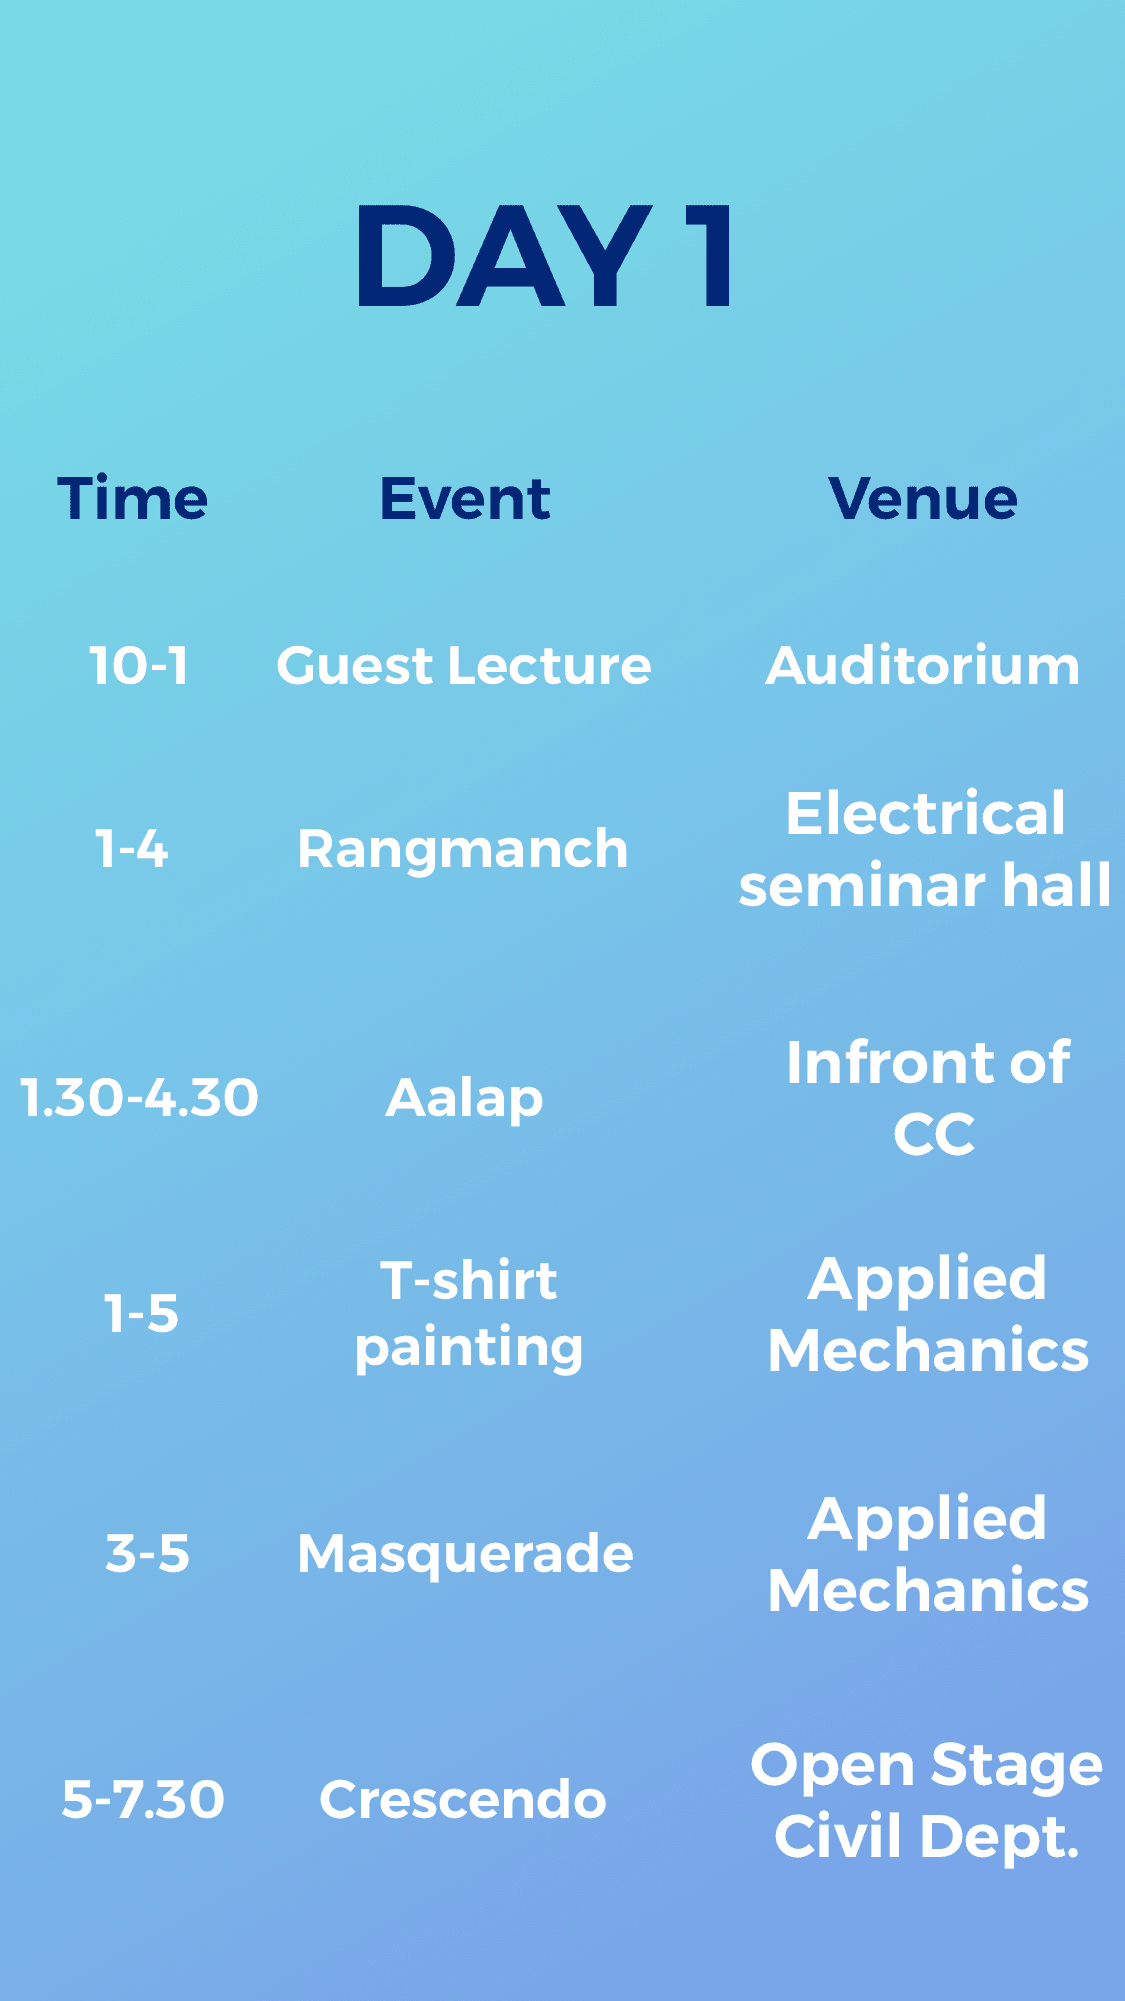 DAY 1
Time Event Venue
10-1 Guest Lecture Auditorium
1-4 Rangmanch Electrical
seminar hall
1.30-4.30 Aalap Infront of
CC
1-5 T-shirt
painting Applied
Mechanics
3-5 Masquerade Applied
Mechanics
5-7.30 Crescendo Open Stage
Civil Dept.